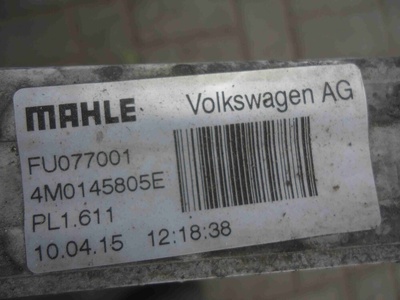 MAHLE Volkswagen AG
FU077001
4M0145805E
PL1.611
10.04.15 12:18:38